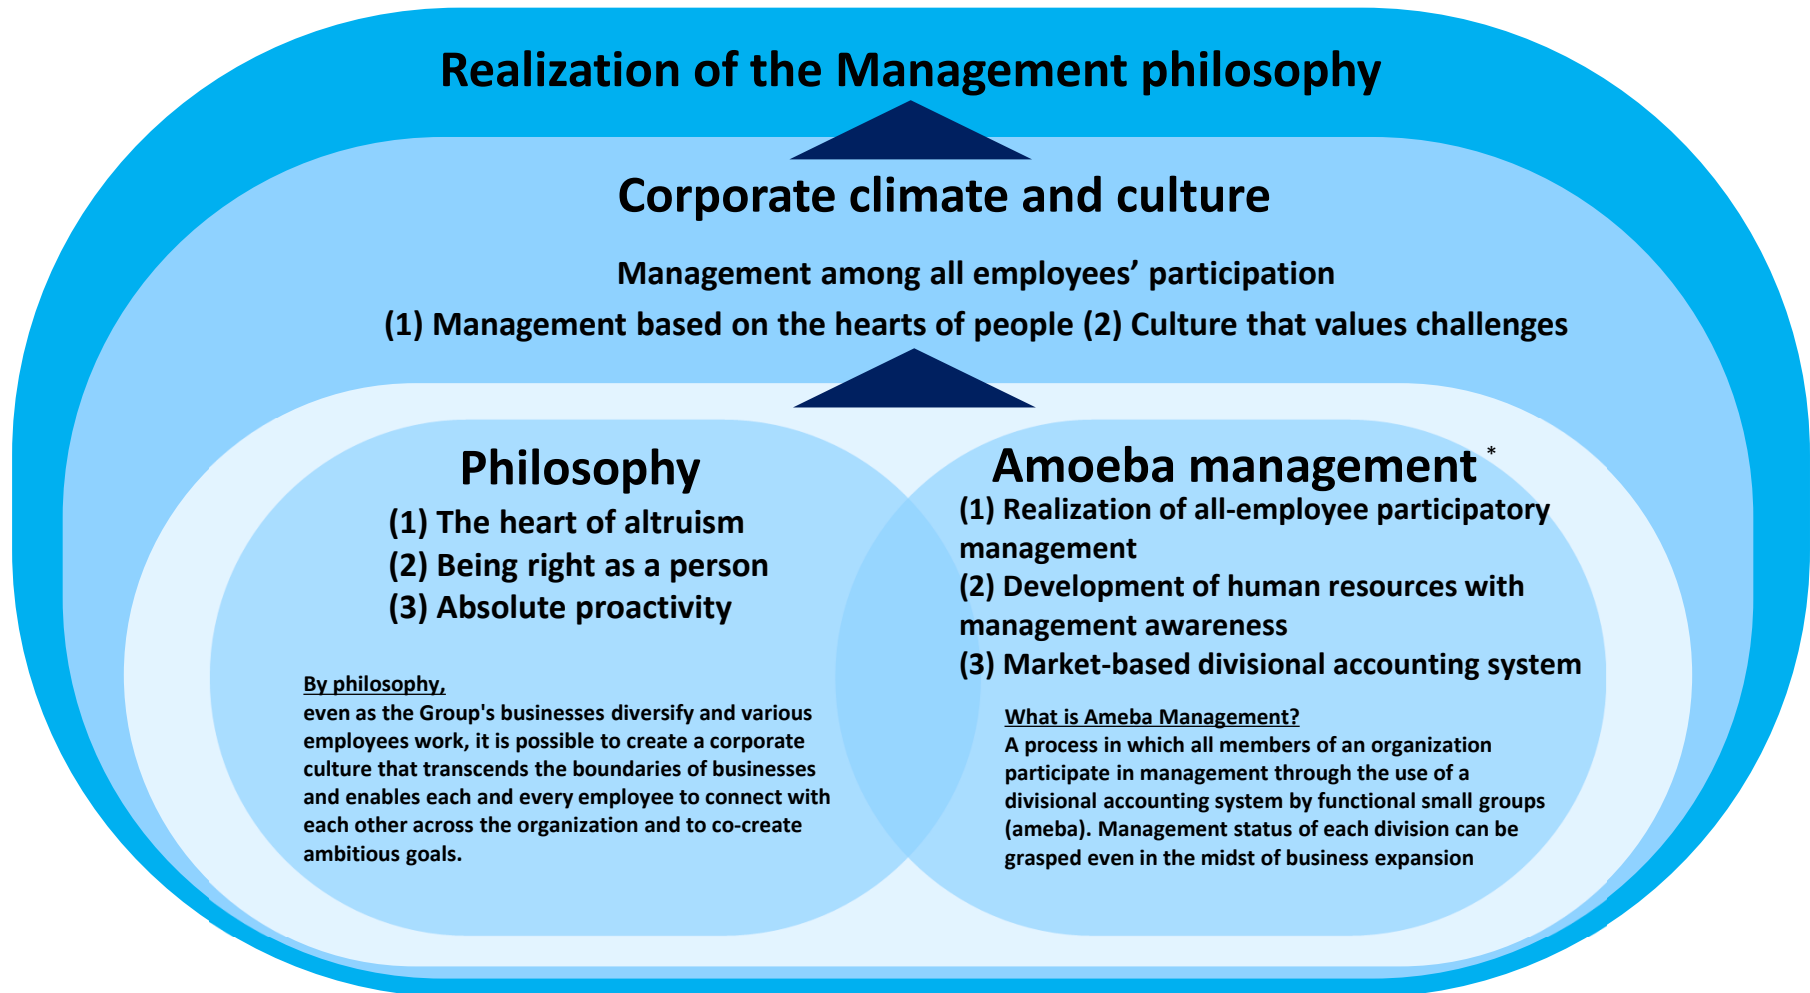 Realization of the Management philosophy
Corporate climate and culture
Management among all employees’ participation
(1) Management based on the hearts of people (2) Culture that values challenges
Philosophy
(1) The heart of altruism
(2) Being right as a person
(3) Absolute proactivity
By philosophy,
even as the Group's businesses diversify and various
employees work, it is possible to create a corporate
culture that transcends the boundaries of businesses
and enables each and every employee to connect with
each other across the organization and to co-create
ambitious goals.
Amoeba management *
(1) Realization of all-employee participatory
management
(2) Development of human resources with
management awareness
(3) Market-based divisional accounting system
What is Ameba Management?
A process in which all members of an organization
participate in management through the use of a
divisional accounting system by functional small groups
(ameba). Management status of each division can be
grasped even in the midst of business expansion